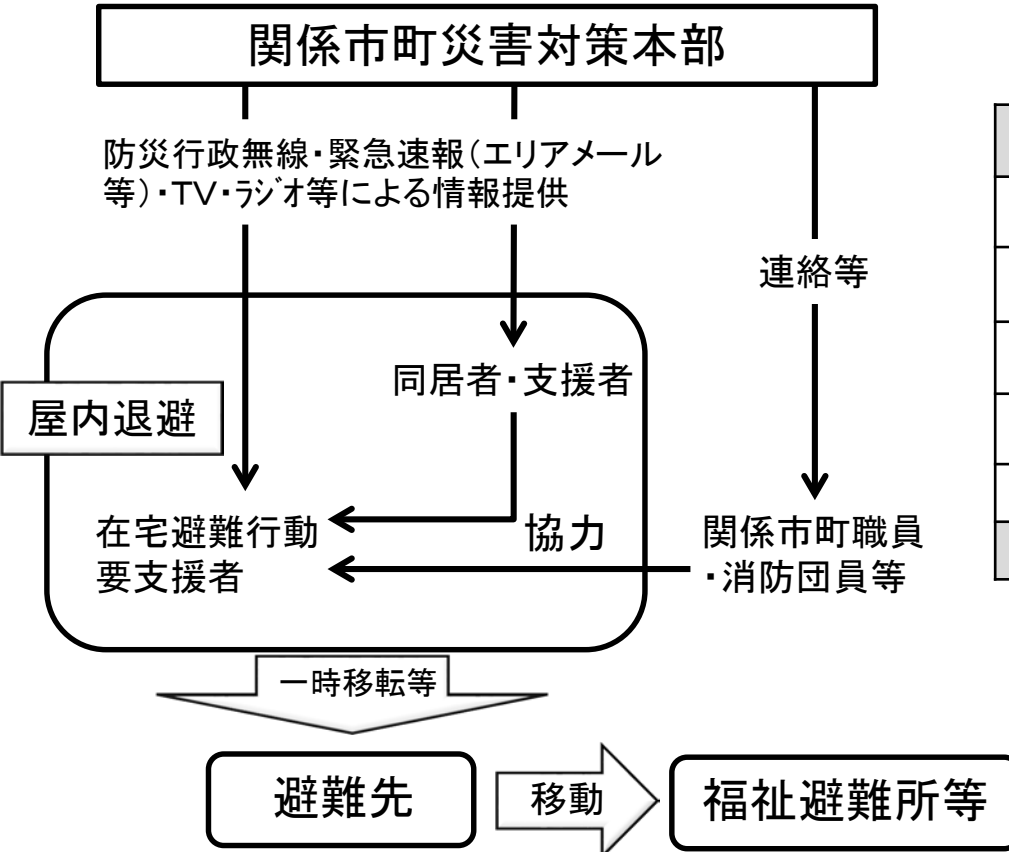 関係市町災害対策本部
防災行政無線・緊急速報(エリアメール
等)・TV・ラジオ等による情報提供
連絡等
同居者・支援者
屋内退避
在宅避難行動
要支援者
協力
関係市町職員
・消防団員等
一時移転等
避難先
移動
福祉避難所等